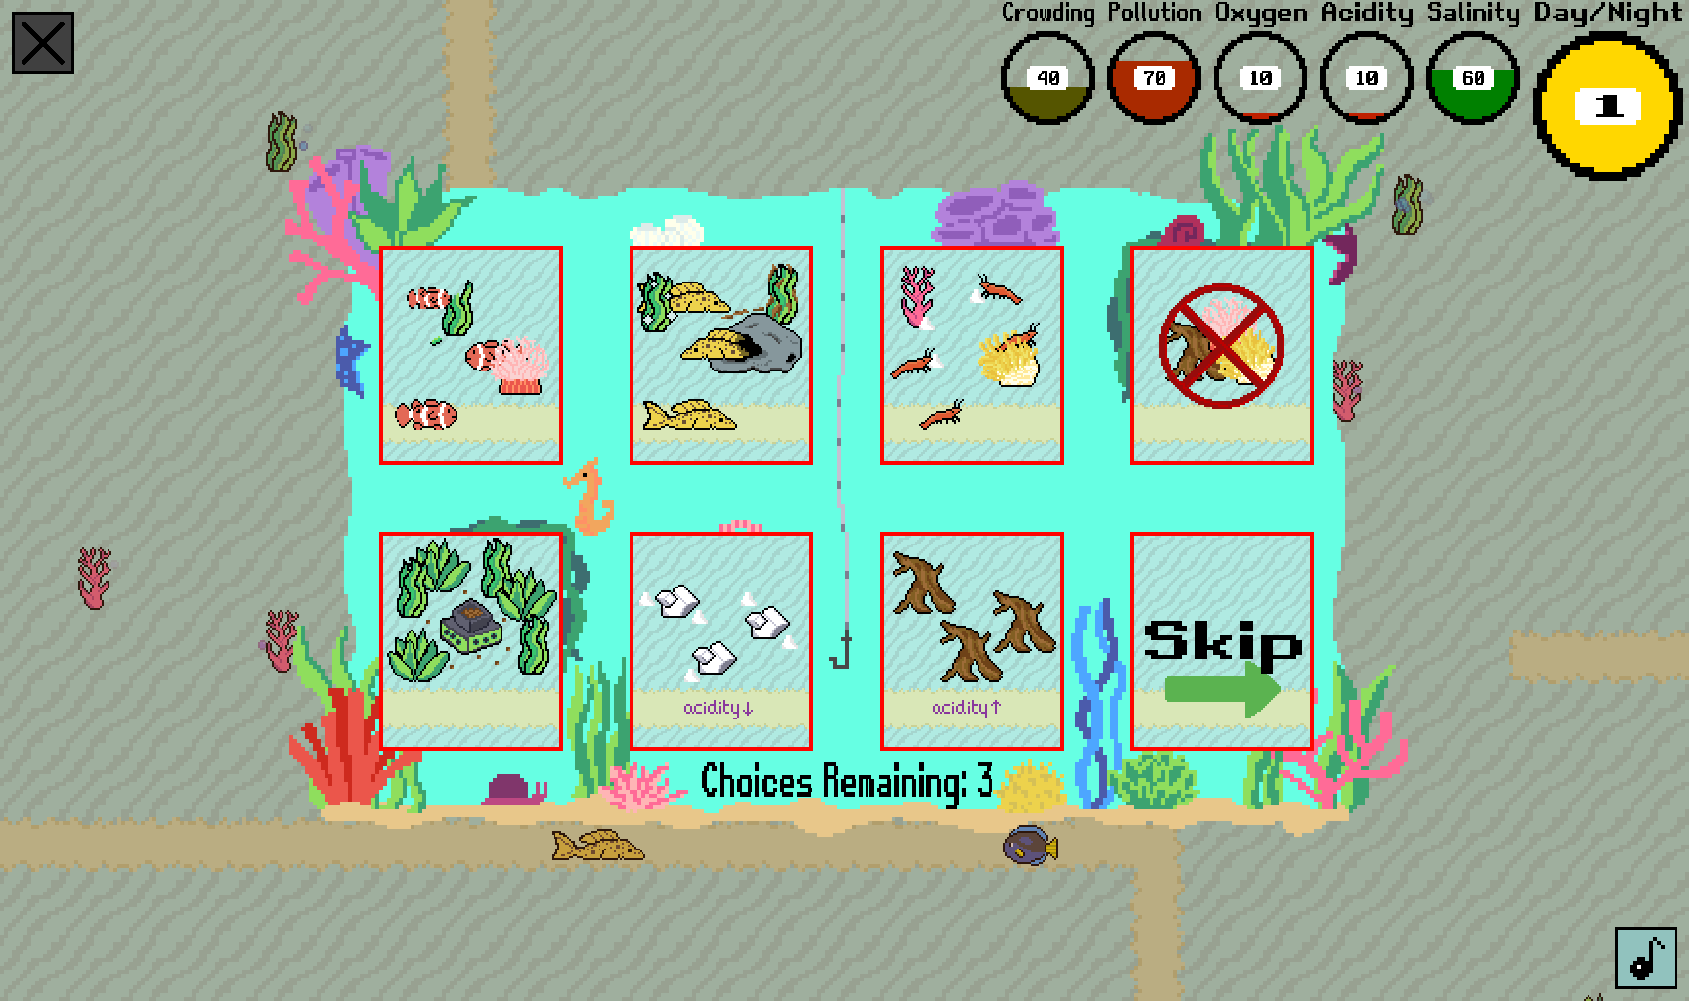 Crowding Pollution Oxygen Acidity Salinity Day/Night
40 70 10 10 60 1
acidity↓ acidity↑ Skip
Choices Remaining: 3